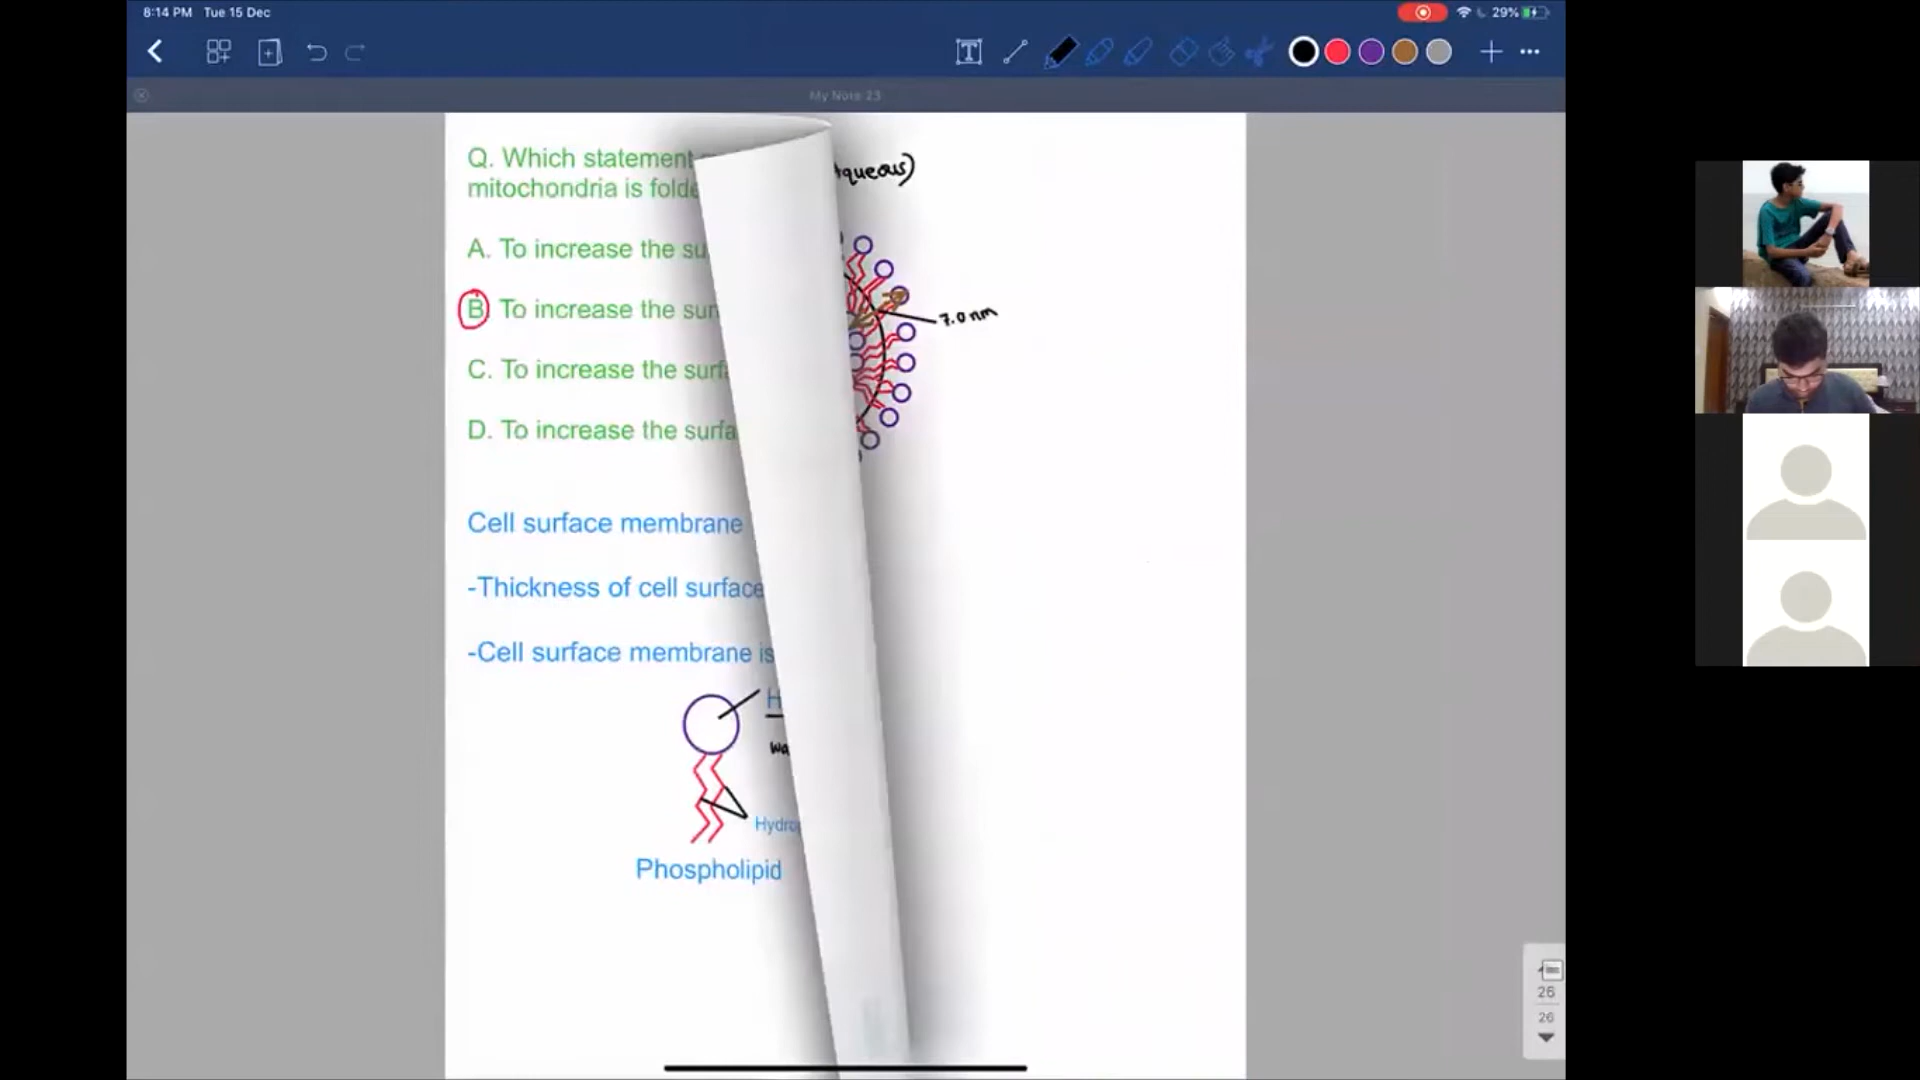 8:14 PM Tue 15 Dec
29%
My Note 23
Q. Which statement
mitochondria is folde
queous)
A. To increase the su
B To increase the sur
7.0 nm
C. To increase the surf
D. To increase the surfa
Cell surface membrane
-Thickness of cell surface
-Cell surface membrane is
H
wa
Hydro
Phospholipid
26
26